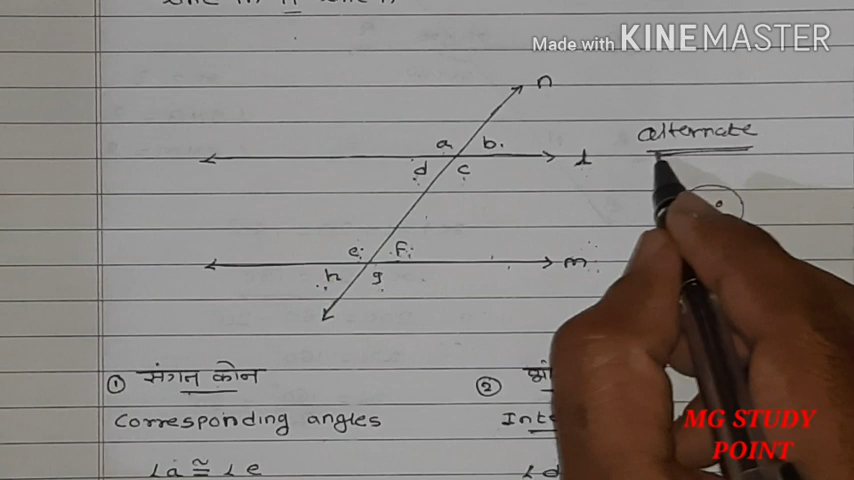 Made with KINEMASTER
n
alternate
a b
l
d c
e f
m
h g
① संगत कोन
②
Corresponding angles
∠a ≅ ∠e
∠d
MG STUDY
POINT